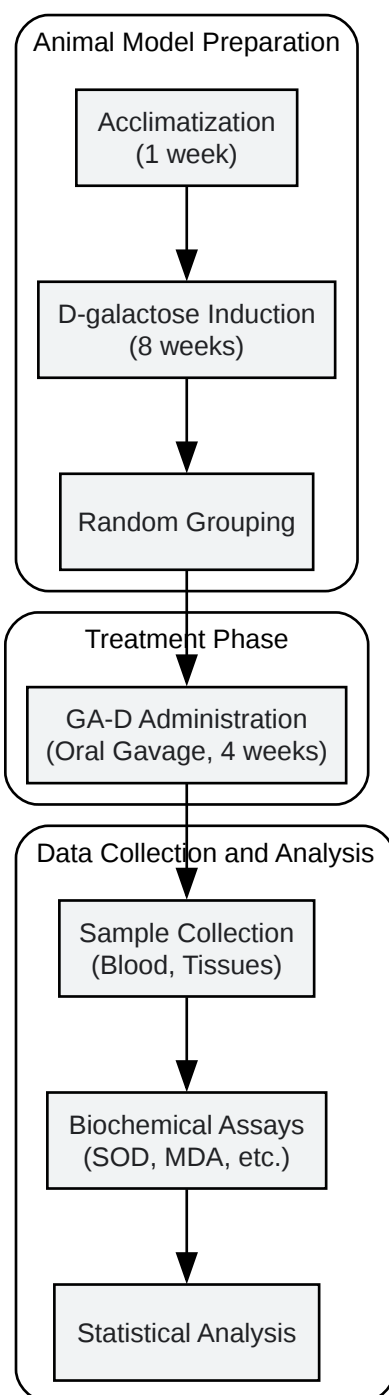 Animal Model Preparation
Acclimatization
(1 week)
D-galactose Induction
(8 weeks)
Random Grouping
Treatment Phase
GA-D Administration
(Oral Gavage, 4 weeks)
Data Collection and Analysis
Sample Collection
(Blood, Tissues)
Biochemical Assays
(SOD, MDA, etc.)
Statistical Analysis